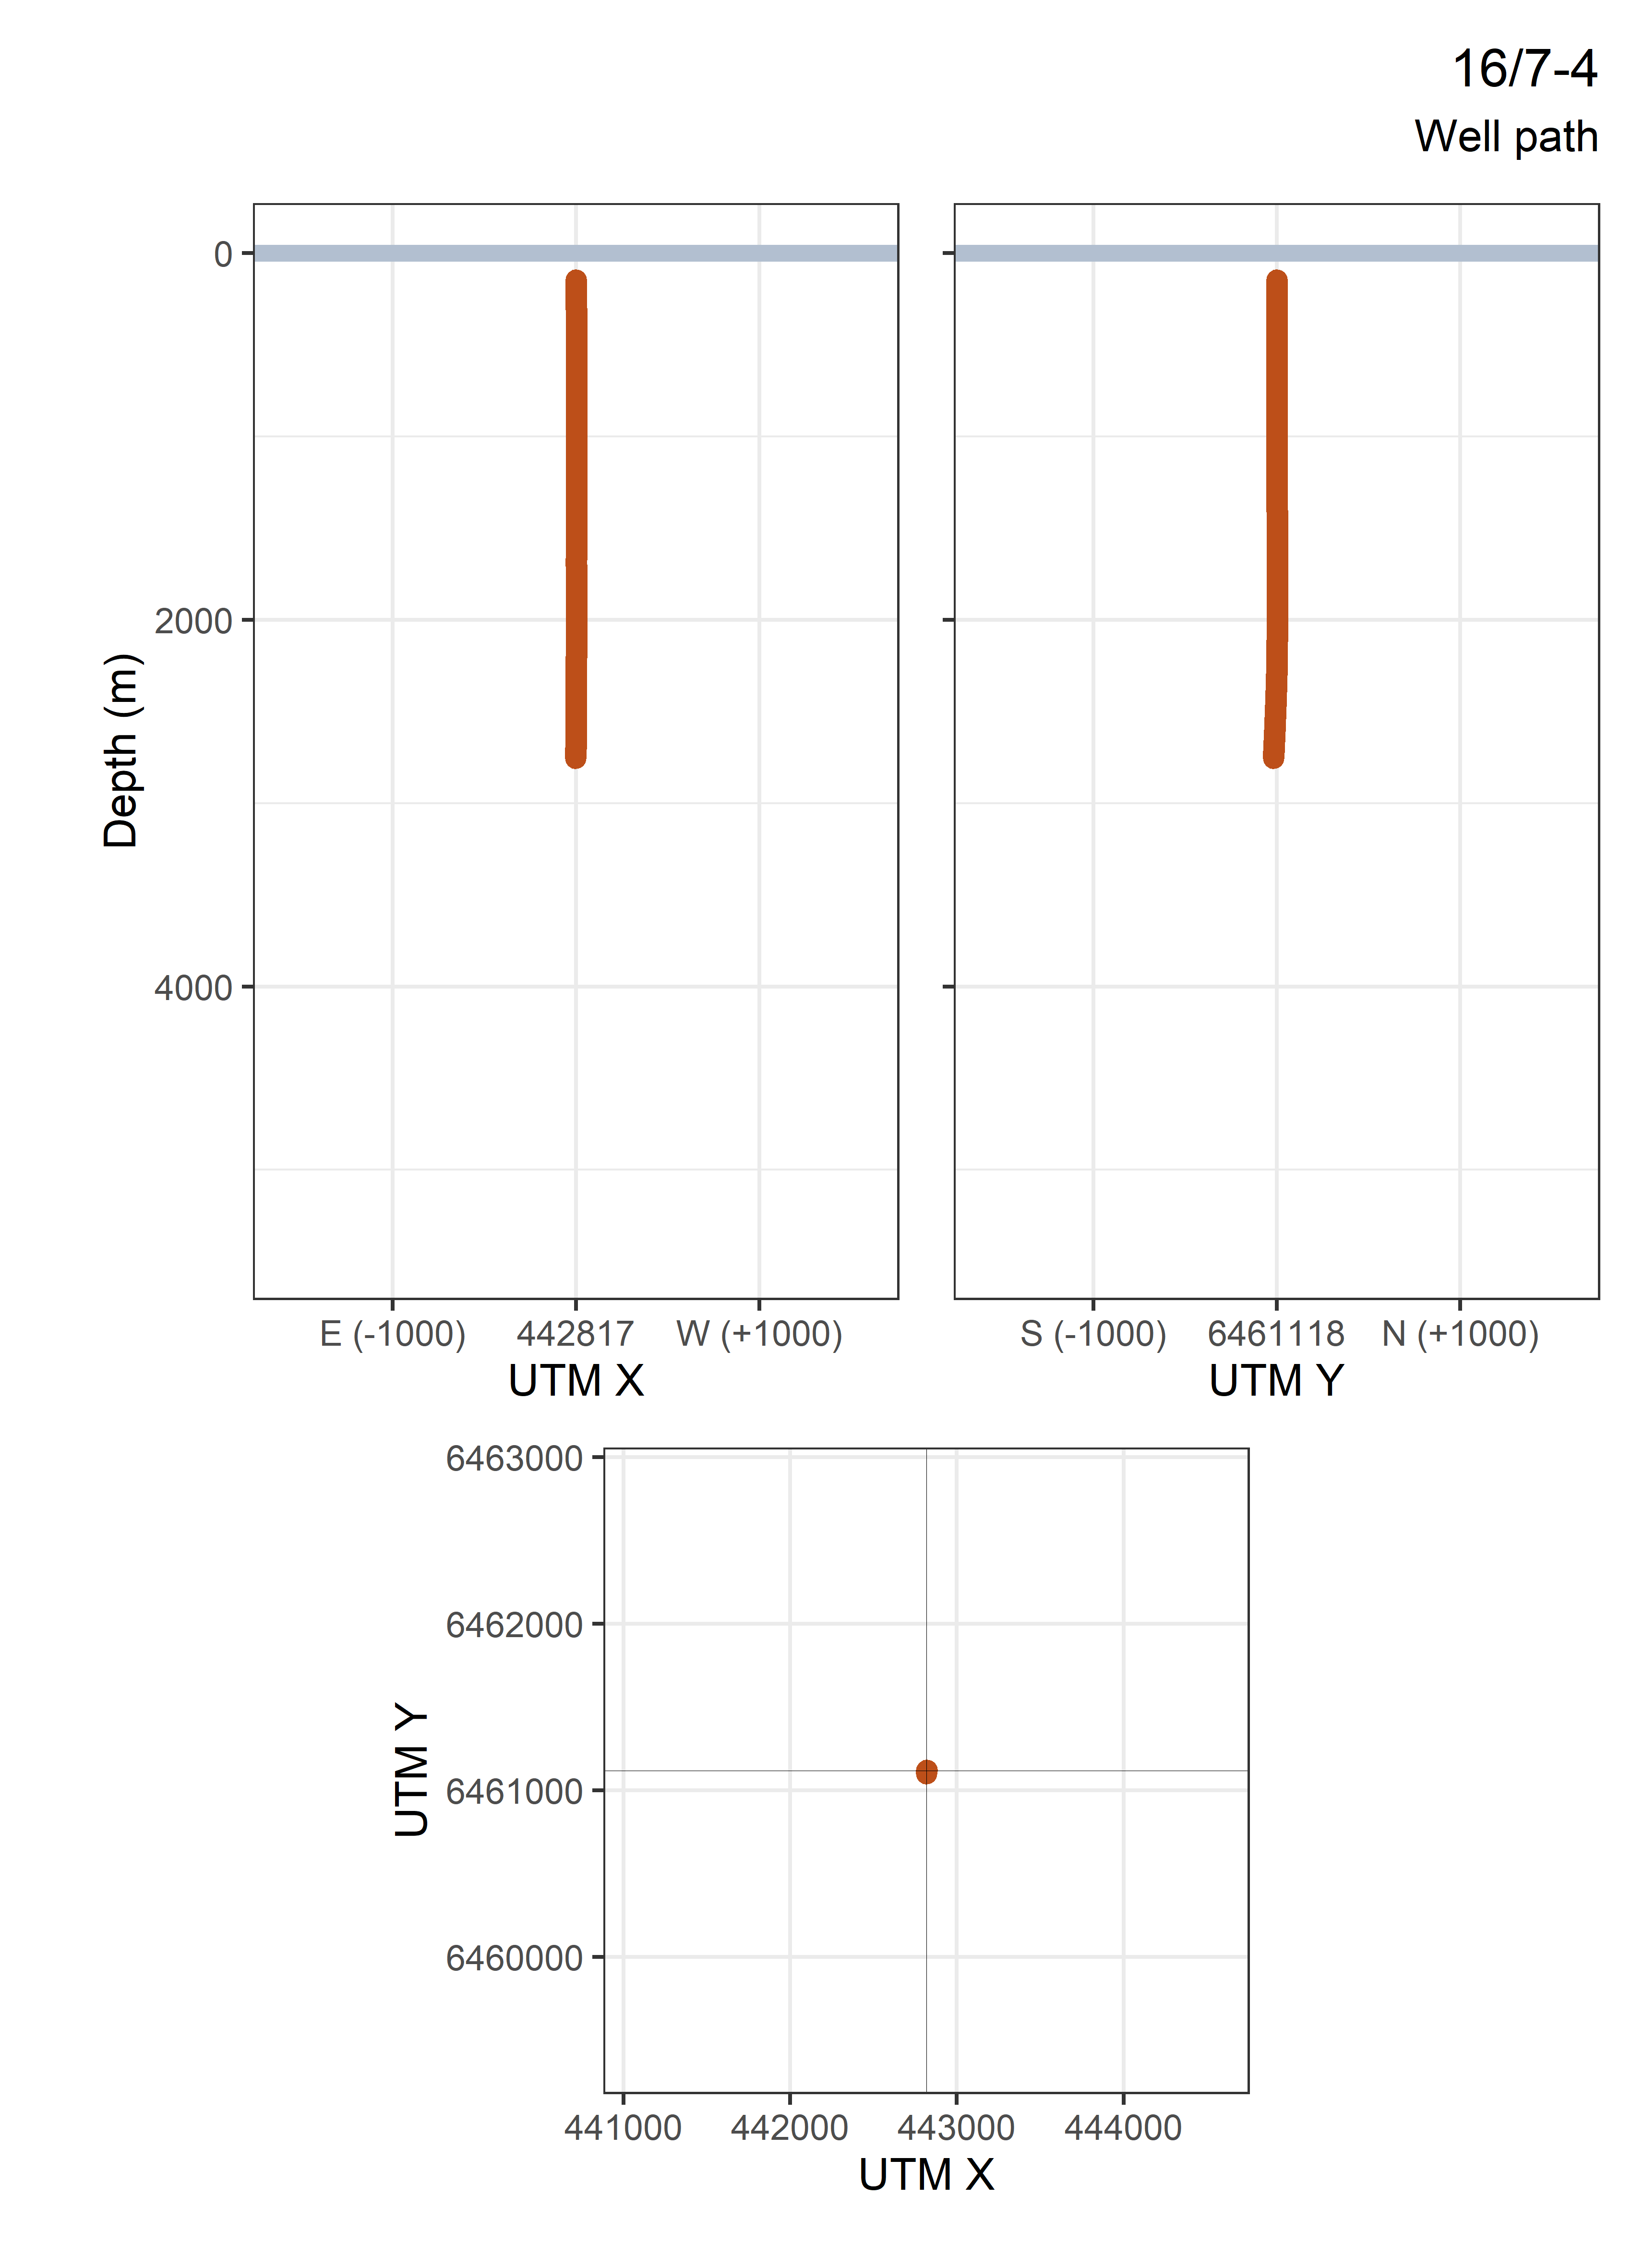 16/7-4
Well path
0
2000
4000
Depth (m)
E (-1000) 442817 W (+1000)
UTM X
S (-1000) 6461118 N (+1000)
UTM Y
6463000
6462000
6461000
6460000
UTM Y
441000 442000 443000 444000
UTM X